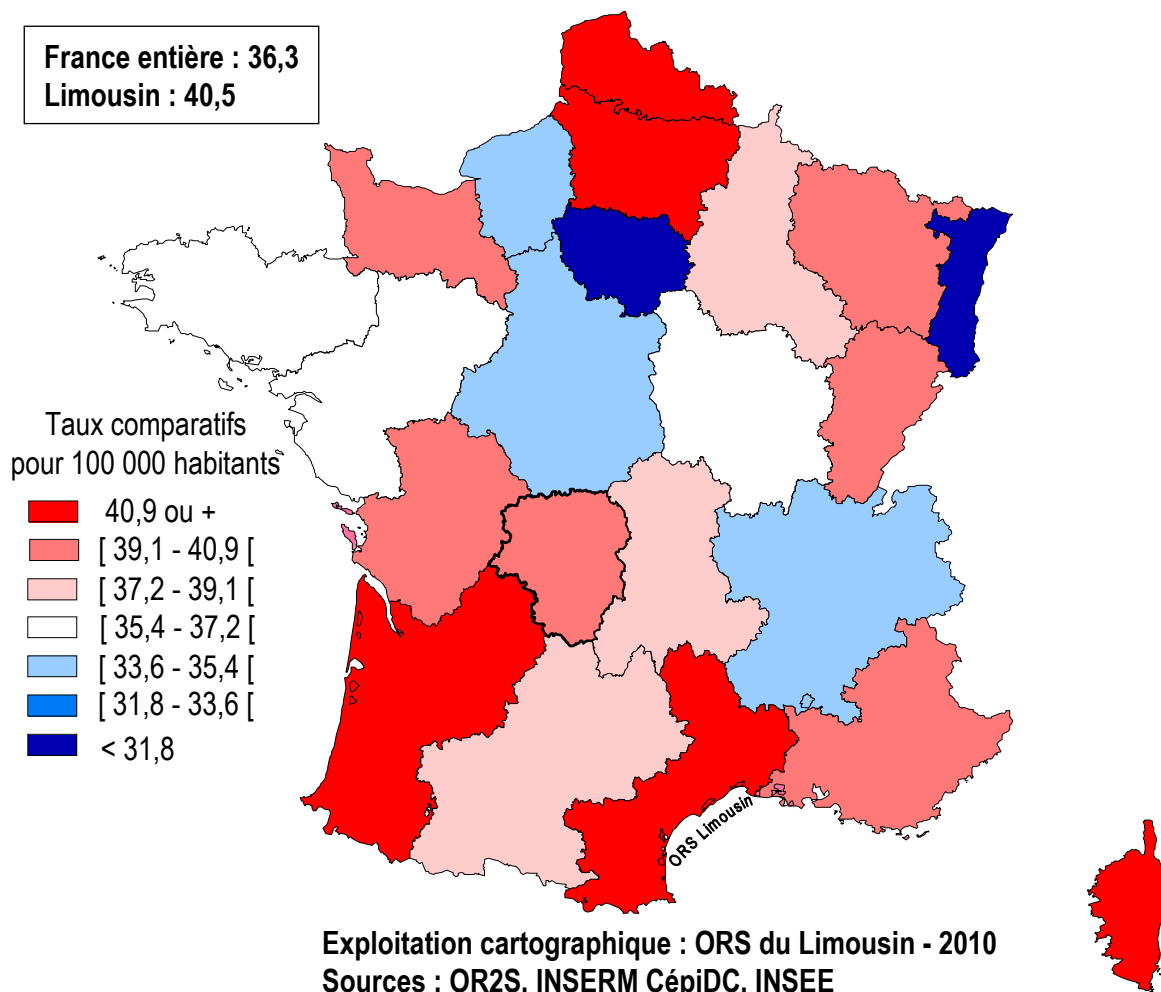 France entière : 36,3
Limousin : 40,5
Taux comparatifs
pour 100 000 habitants
40,9 ou +
[ 39,1 - 40,9 [
[ 37,2 - 39,1 [
[ 35,4 - 37,2 [
[ 33,6 - 35,4 [
[ 31,8 - 33,6 [
< 31,8
ORS Limousin
Exploitation cartographique : ORS du Limousin - 2010
Sources : OR2S, INSERM CépiDC, INSEE